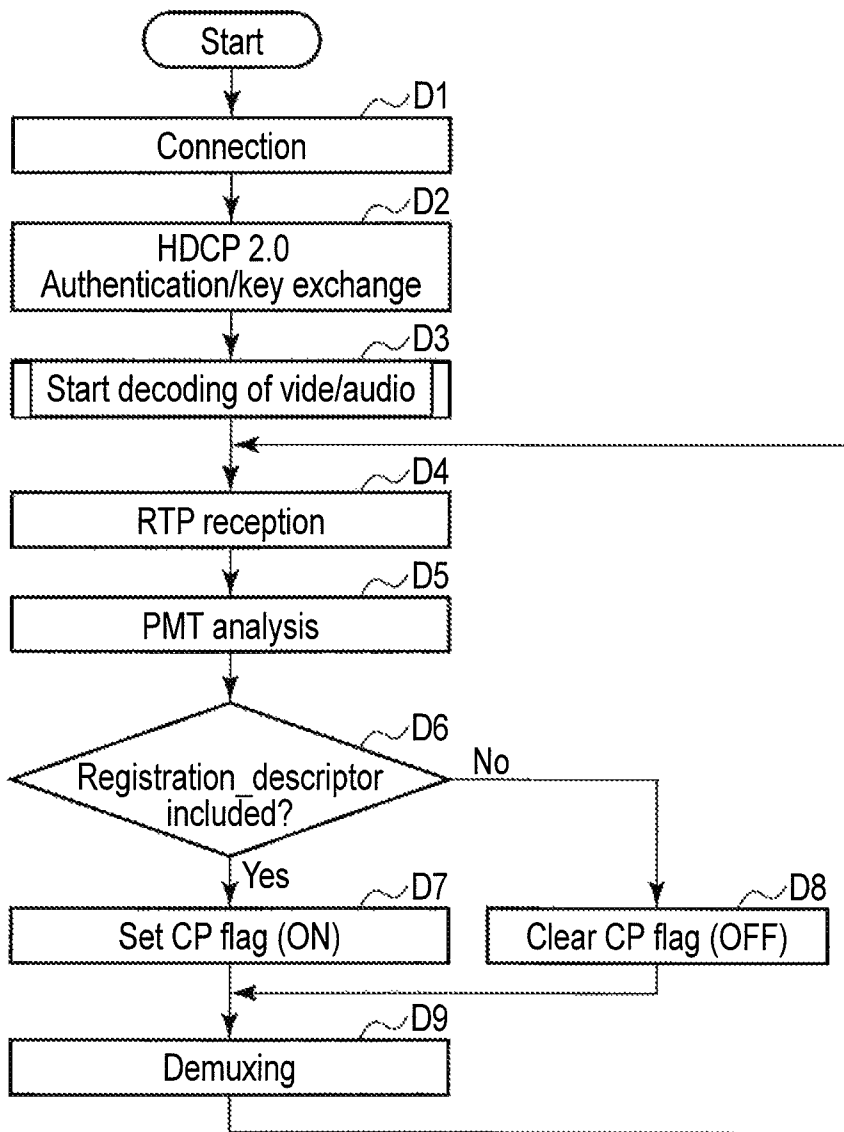 Start
D1
Connection
D2
HDCP 2.0
Authentication/key exchange
D3
Start decoding of vide/audio
D4
RTP reception
D5
PMT analysis
D6
Registration_descriptor
included?
No
Yes
D7
Set CP flag (ON)
D8
Clear CP flag (OFF)
D9
Demuxing